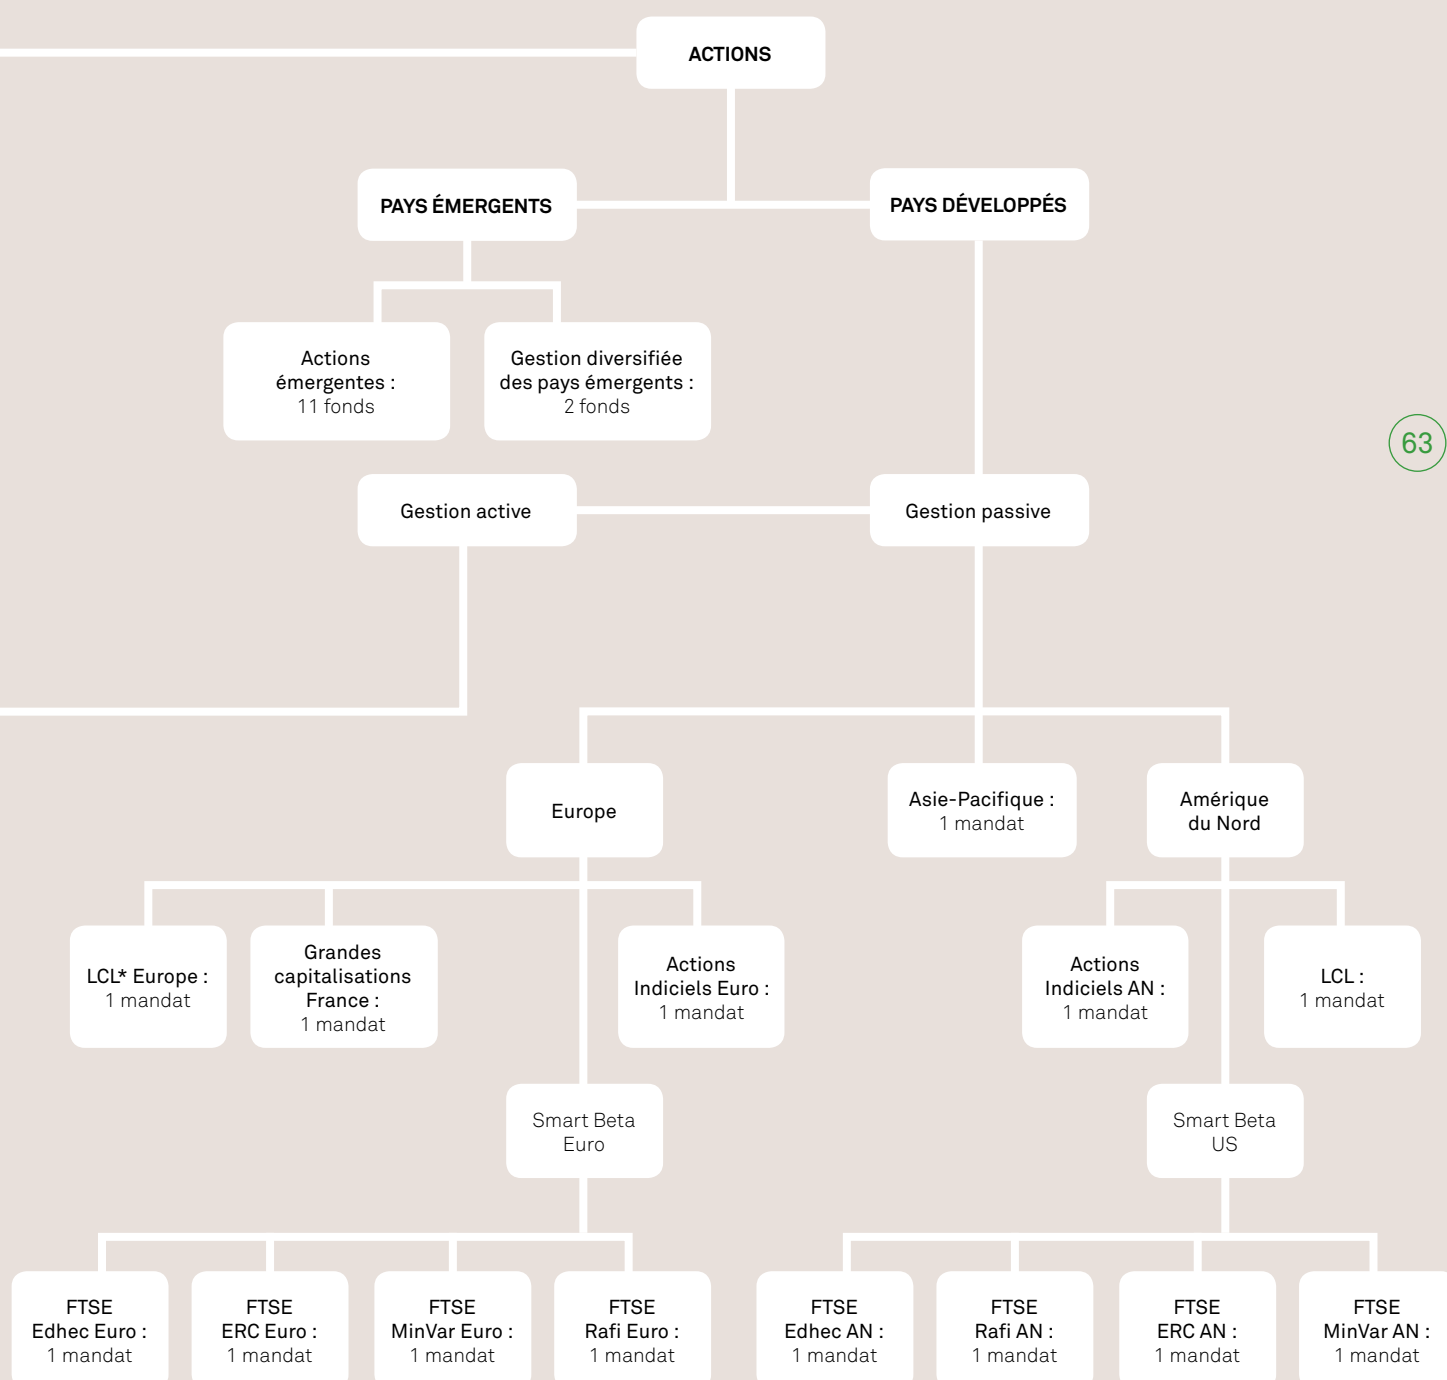 ACTIONS
PAYS ÉMERGENTS
PAYS DÉVELOPPÉS
Actions
émergentes :
11 fonds
Gestion diversifiée
des pays émergents :
2 fonds
63
Gestion active
Gestion passive
Europe
Asie-Pacifique :
1 mandat
Amérique
du Nord
LCL* Europe :
1 mandat
Grandes
capitalisations
France :
1 mandat
Actions
Indiciels Euro :
1 mandat
Actions
Indiciels AN :
1 mandat
LCL :
1 mandat
Smart Beta
Euro
Smart Beta
US
FTSE
Edhec Euro :
1 mandat
FTSE
ERC Euro :
1 mandat
FTSE
MinVar Euro :
1 mandat
FTSE
Rafi Euro :
1 mandat
FTSE
Edhec AN :
1 mandat
FTSE
Rafi AN :
1 mandat
FTSE
ERC AN :
1 mandat
FTSE
MinVar AN :
1 mandat